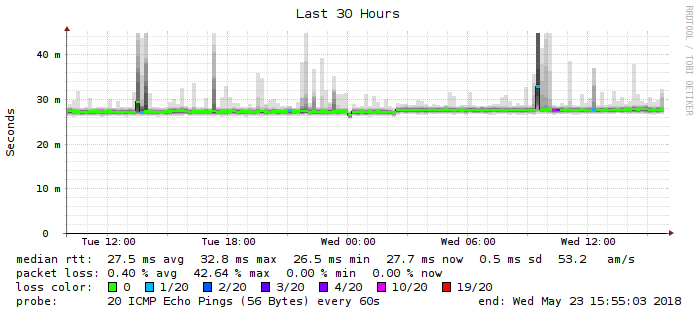 Last 30 Hours
RRDTOOL / TOBI OETIKER
Seconds
40 m
30 m
20 m
10 m
0
Tue 12:00 Tue 18:00 Wed 00:00 Wed 06:00 Wed 12:00
median rtt: 27.5 ms avg 32.8 ms max 26.5 ms min 27.7 ms now 0.5 ms sd 53.2 am/s
packet loss: 0.40 % avg 42.64 % max 0.00 % min 0.00 % now
loss color: 0 1/20 2/20 3/20 4/20 10/20 19/20
probe: 20 ICMP Echo Pings (56 Bytes) every 60s end: Wed May 23 15:55:03 2018